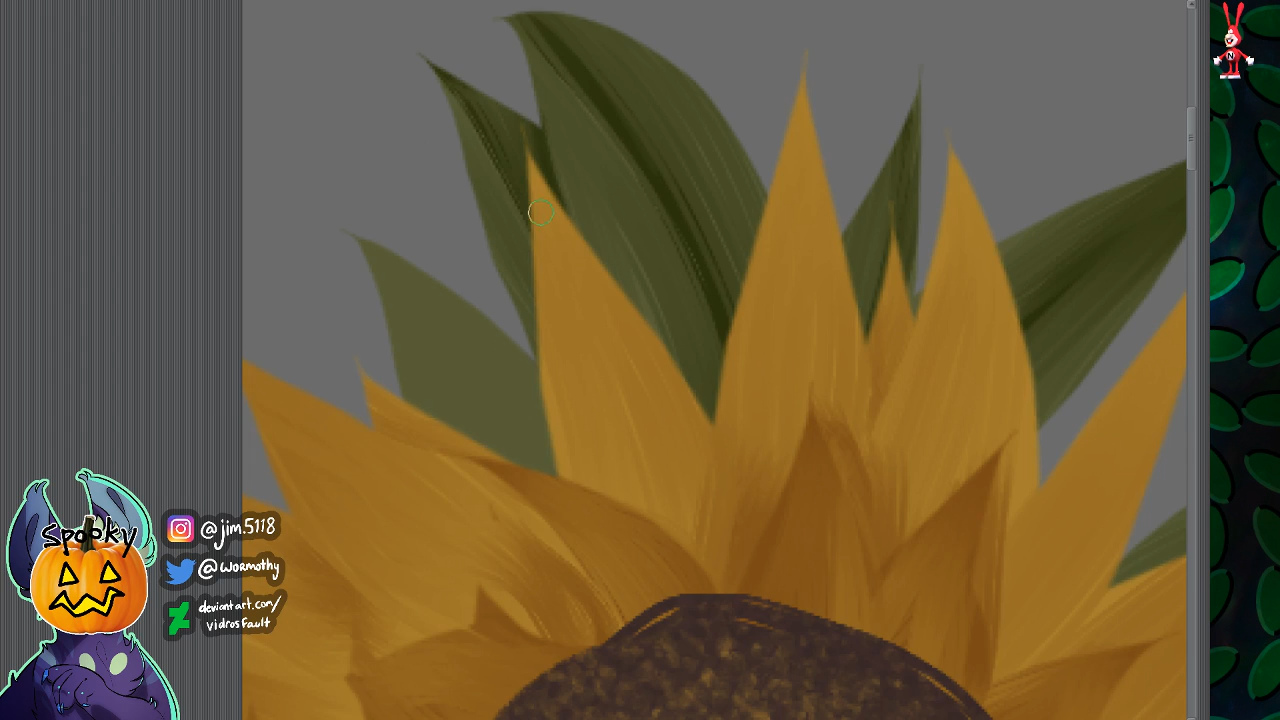 Spooky
@jim.5118
@Wormothy
deviantart.com/
vidrosfault
N